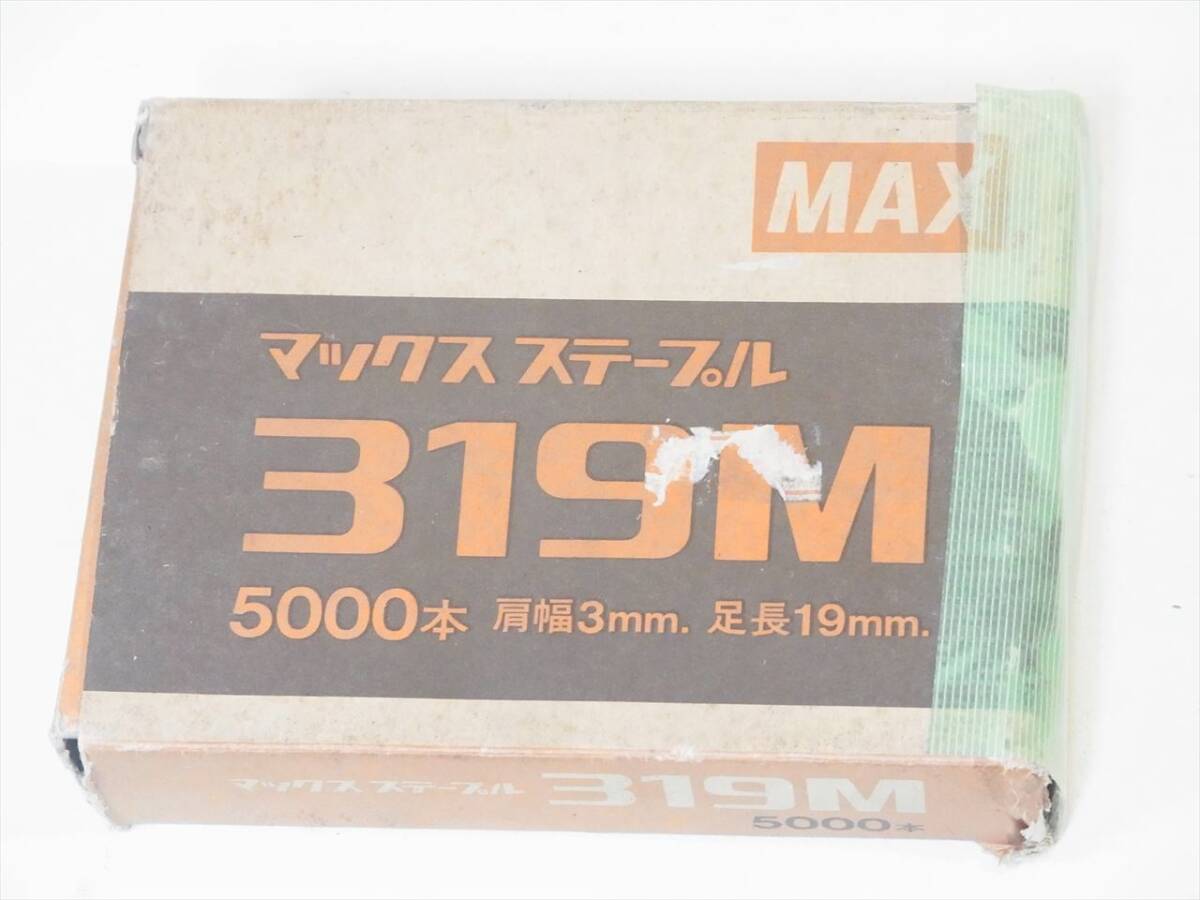 MAX
マックス ステープル
319M
5000本 肩幅3mm. 足長19mm.
マックス ステープル 319M
5000本